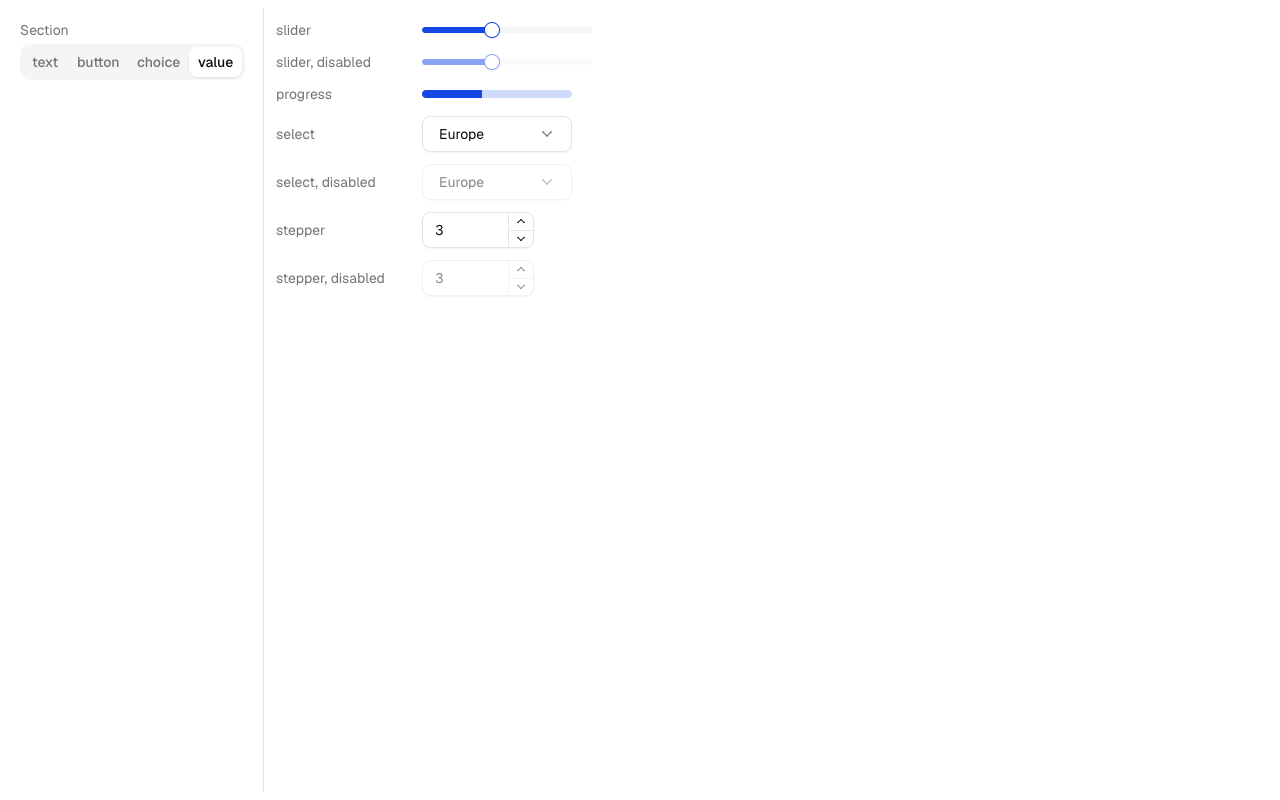 Section
text button choice value
slider
slider, disabled
progress
select Europe
select, disabled Europe
stepper 3
stepper, disabled 3